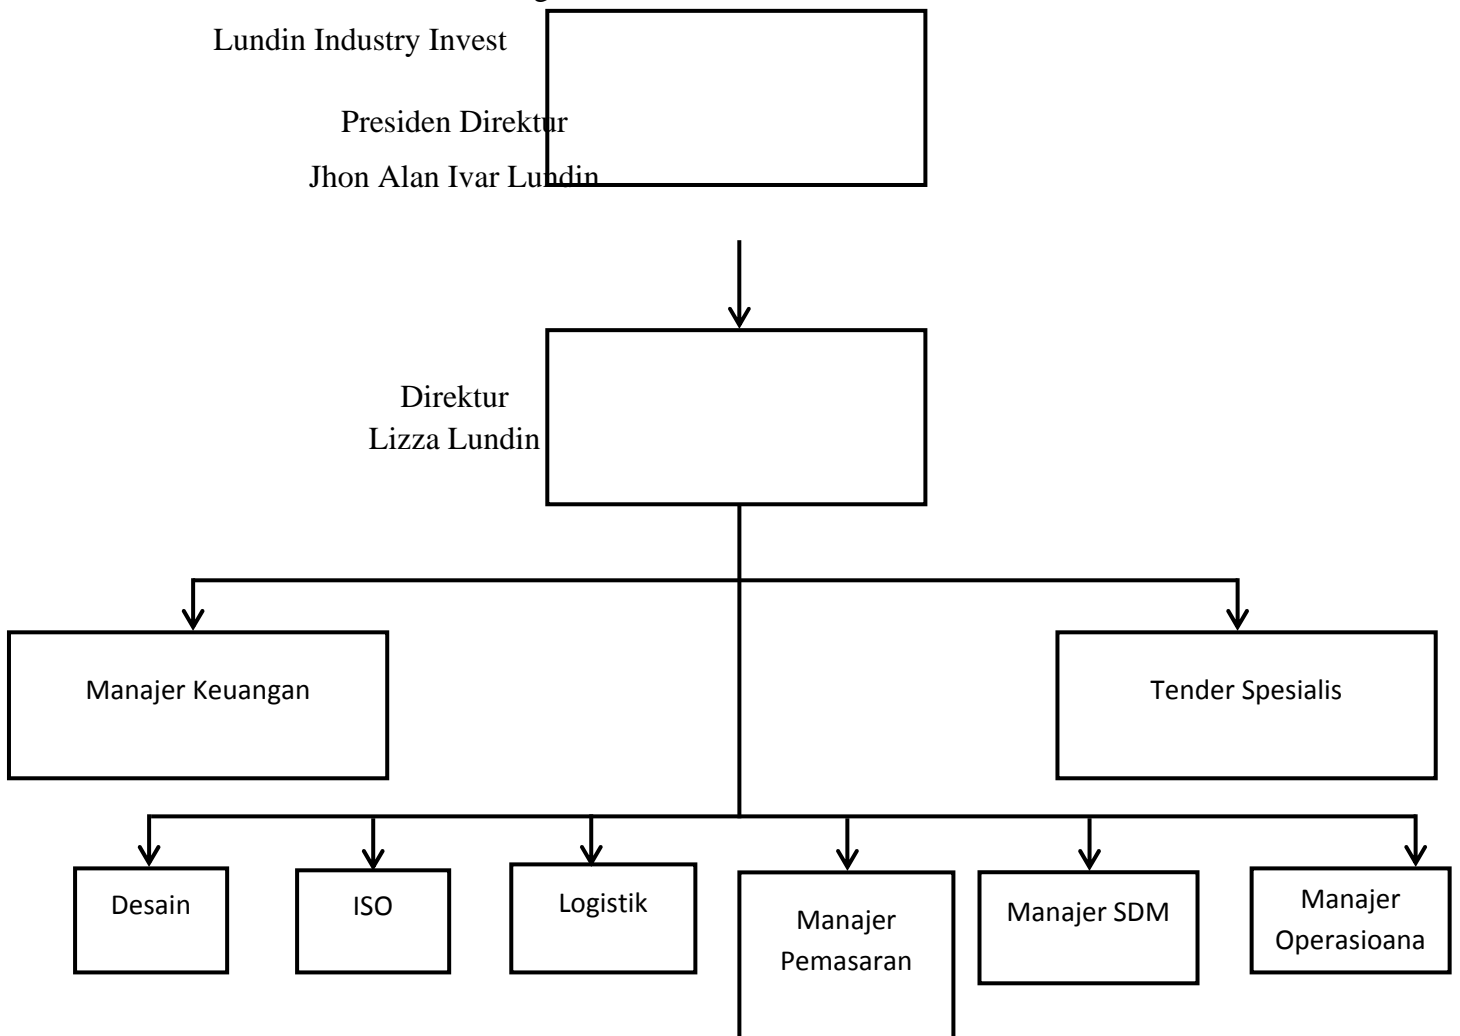 Lundin Industry Invest
Presiden Direktur
Jhon Alan Ivar Lundin
Direktur
Lizza Lundin
Manajer Keuangan
Tender Spesialis
Desain
ISO
Logistik
Manajer
Pemasaran
Manajer SDM
Manajer
Operasioana